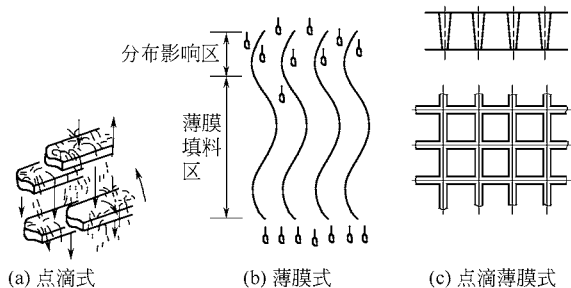 分布影响区
薄膜
填料
区
(a) 点滴式
(b) 薄膜式
(c) 点滴薄膜式